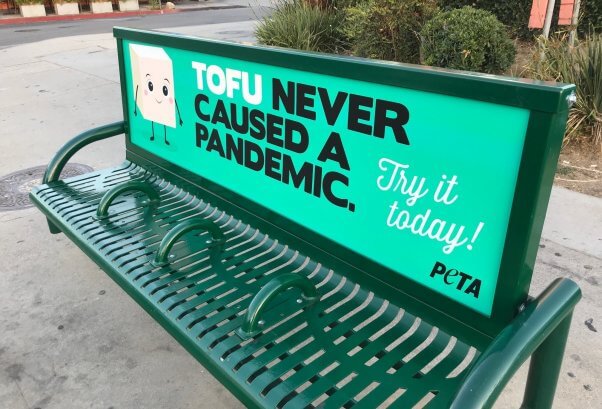 TOFU NEVER
CAUSED A
PANDEMIC.
Try it
today!
PeTA